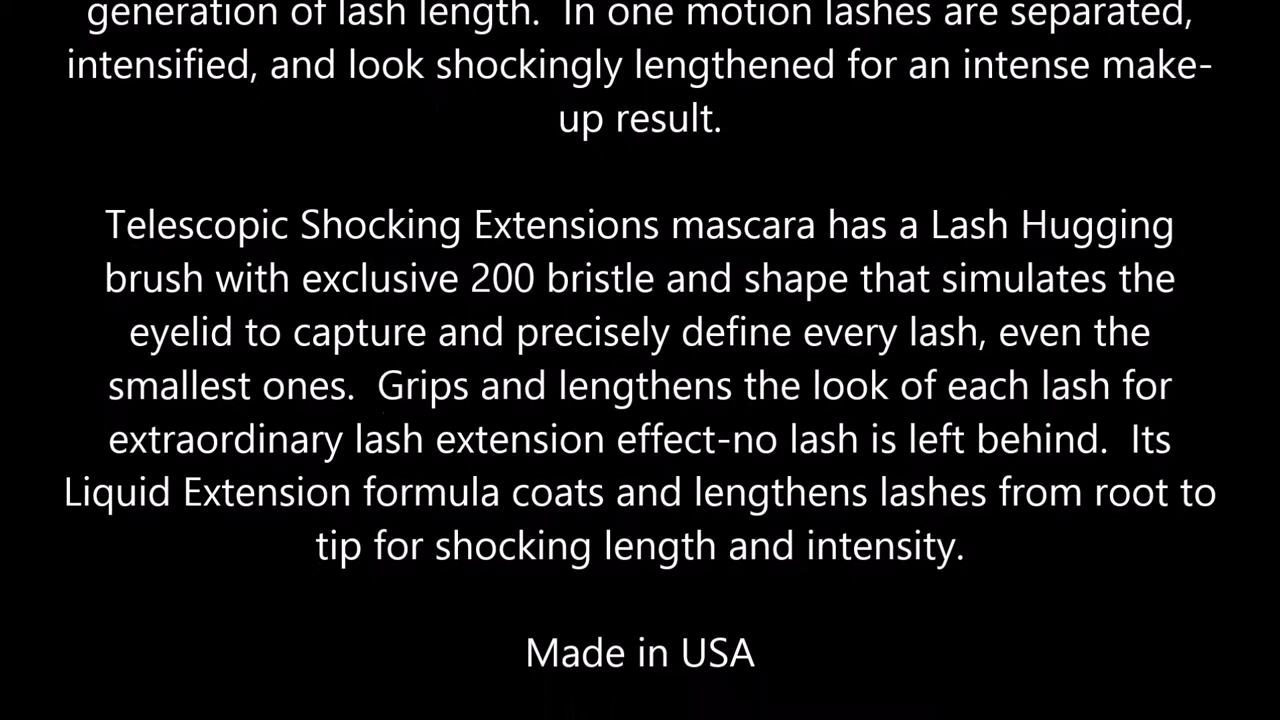 generation of lash length.  In one motion lashes are separated,
intensified, and look shockingly lengthened for an intense make-
up result.
Telescopic Shocking Extensions mascara has a Lash Hugging
brush with exclusive 200 bristle and shape that simulates the
eyelid to capture and precisely define every lash, even the
smallest ones.  Grips and lengthens the look of each lash for
extraordinary lash extension effect-no lash is left behind.  Its
Liquid Extension formula coats and lengthens lashes from root to
tip for shocking length and intensity.
Made in USA